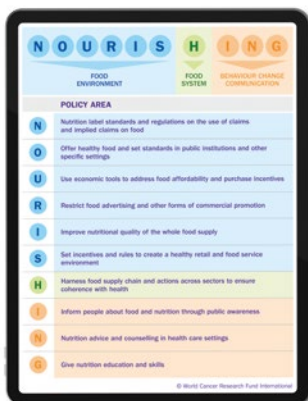 N O U R I S H I N G
FOOD
ENVIRONMENT
FOOD
SYSTEM
BEHAVIOUR CHANGE
COMMUNICATION
POLICY AREA
N Nutrition label standards and regulations on the use of claims
and implied claims on food
O Offer healthy food and set standards in public institutions and other
specific settings
U Use economic tools to address food affordability and purchase incentives
R Restrict food advertising and other forms of commercial promotion
I Improve nutritional quality of the whole food supply
S Set incentives and rules to create a healthy retail and food service
environment
H Harness food supply chain and actions across sectors to ensure
coherence with health
I Inform people about food and nutrition through public awareness
N Nutrition advice and counselling in health care settings
G Give nutrition education and skills
© World Cancer Research Fund International